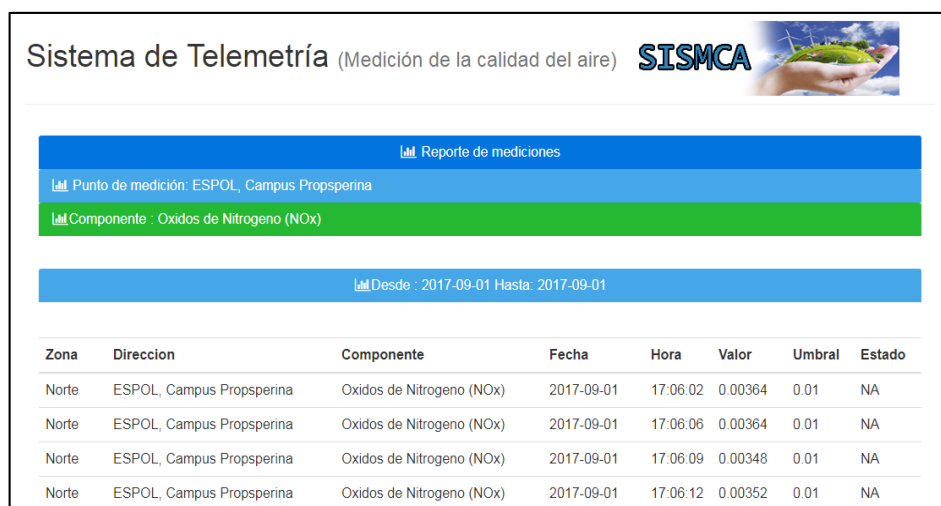 Sistema de Telemetría (Medición de la calidad del aire) SISMCA
Reporte de mediciones
Punto de medición: ESPOL, Campus Propsperina
Componente : Oxidos de Nitrogeno (NOx)
Desde : 2017-09-01 Hasta: 2017-09-01
Zona Direccion Componente Fecha Hora Valor Umbral Estado
Norte ESPOL, Campus Propsperina Oxidos de Nitrogeno (NOx) 2017-09-01 17:06:02 0.00364 0.01 NA
Norte ESPOL, Campus Propsperina Oxidos de Nitrogeno (NOx) 2017-09-01 17:06:06 0.00364 0.01 NA
Norte ESPOL, Campus Propsperina Oxidos de Nitrogeno (NOx) 2017-09-01 17:06:09 0.00348 0.01 NA
Norte ESPOL, Campus Propsperina Oxidos de Nitrogeno (NOx) 2017-09-01 17:06:12 0.00352 0.01 NA